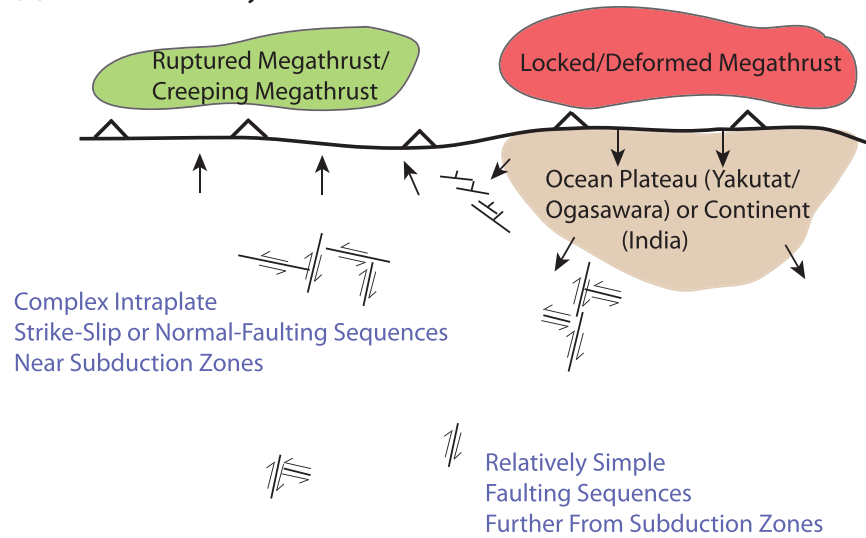 Ruptured Megathrust/
Creeping Megathrust
Locked/Deformed Megathrust
Ocean Plateau (Yakutat/
Ogasawara) or Continent
(India)
Complex Intraplate
Strike-Slip or Normal-Faulting Sequences
Near Subduction Zones
Relatively Simple
Faulting Sequences
Further From Subduction Zones